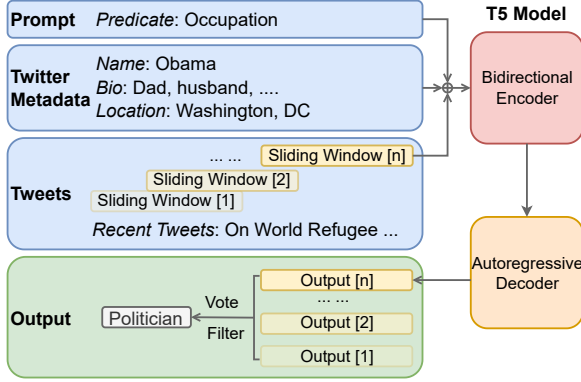 Prompt
Predicate: Occupation
T5 Model
Twitter
Metadata
Name: Obama
Bio: Dad, husband, ....
Location: Washington, DC
Bidirectional
Encoder
Tweets
... ...
Sliding Window [n]
Sliding Window [2]
Sliding Window [1]
Recent Tweets: On World Refugee ...
Autoregressive
Decoder
Output
Politician
Vote
Filter
Output [n]
... ...
Output [2]
Output [1]